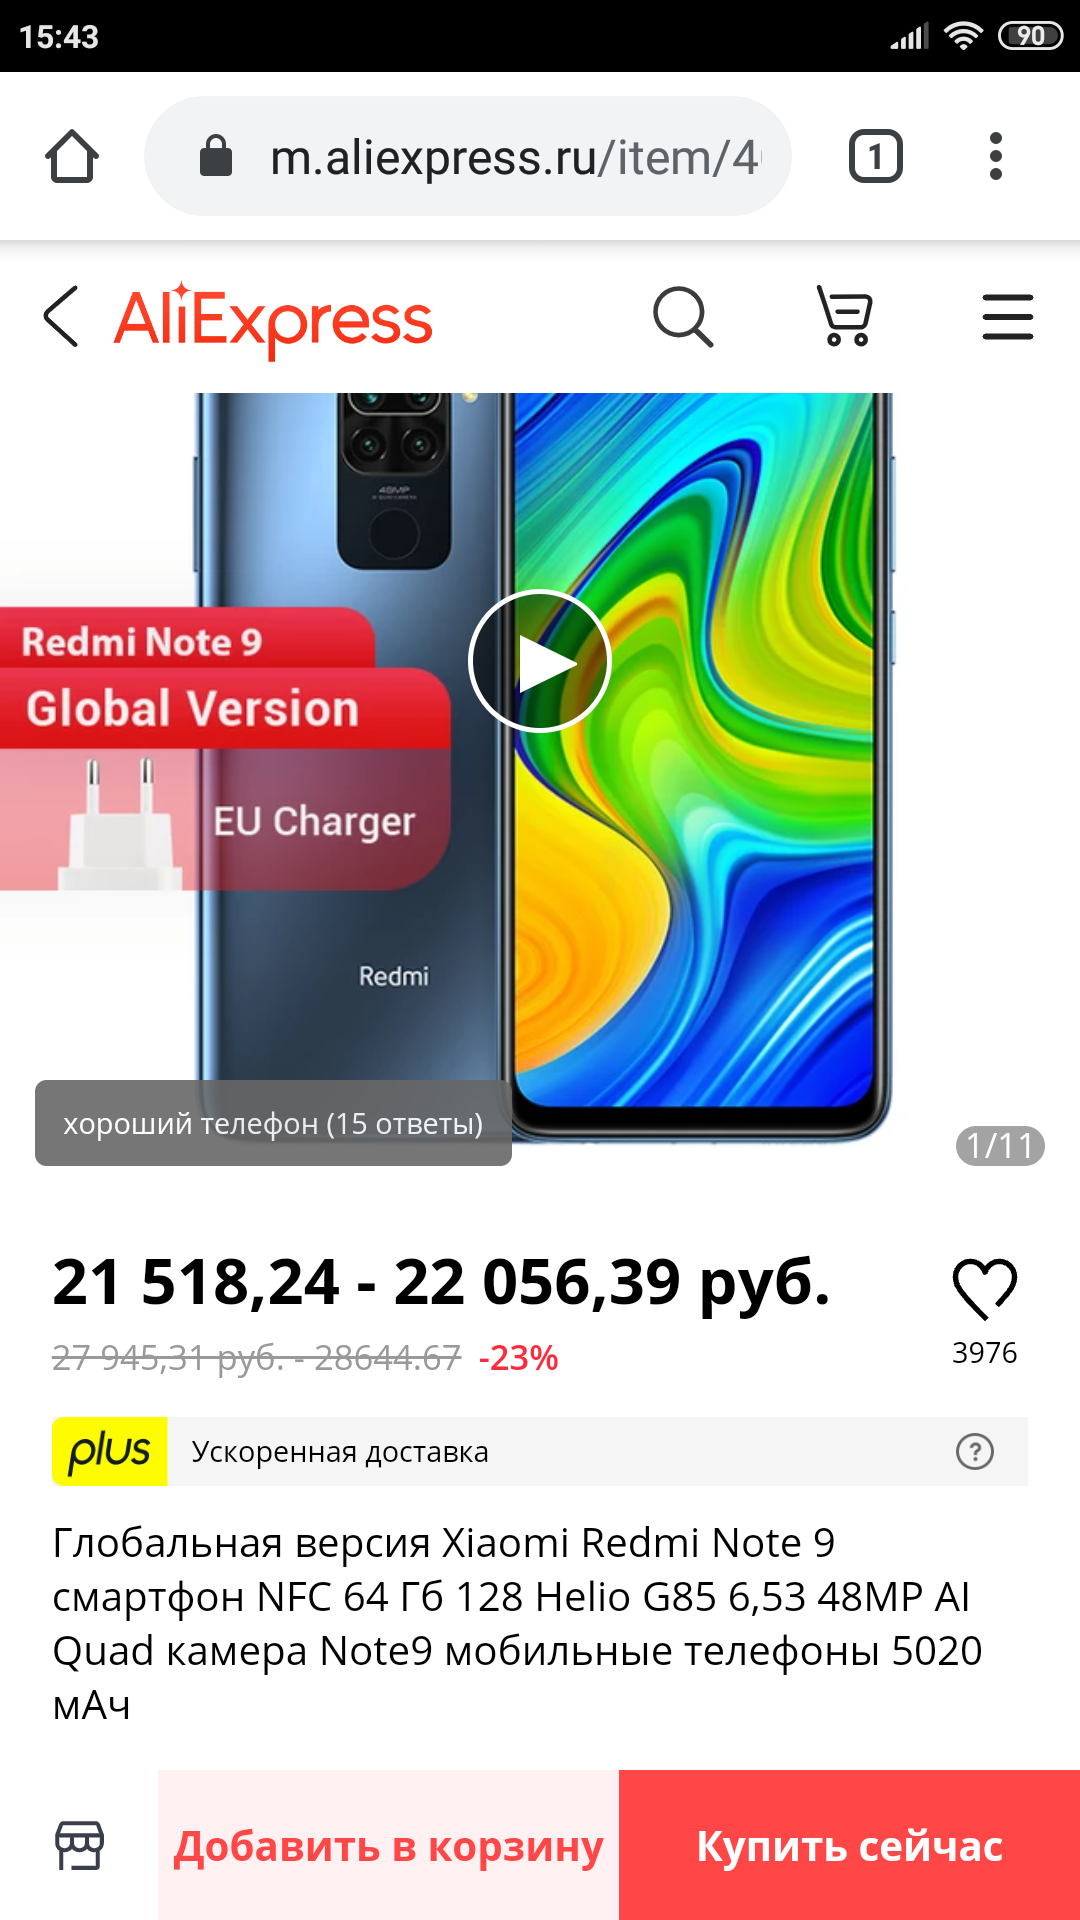 15:43
90
m.aliexpress.ru/item/4
1
AliExpress
48MP
Redmi Note 9
Global Version
EU Charger
Redmi
хороший телефон (15 ответы)
1/11
21 518,24 - 22 056,39 руб.
27 945,31 руб. - 28644.67 -23%
3976
plus Ускоренная доставка
?
Глобальная версия Xiaomi Redmi Note 9
смартфон NFC 64 Гб 128 Helio G85 6,53 48MP AI
Quad камера Note9 мобильные телефоны 5020
мАч
Добавить в корзину
Купить сейчас